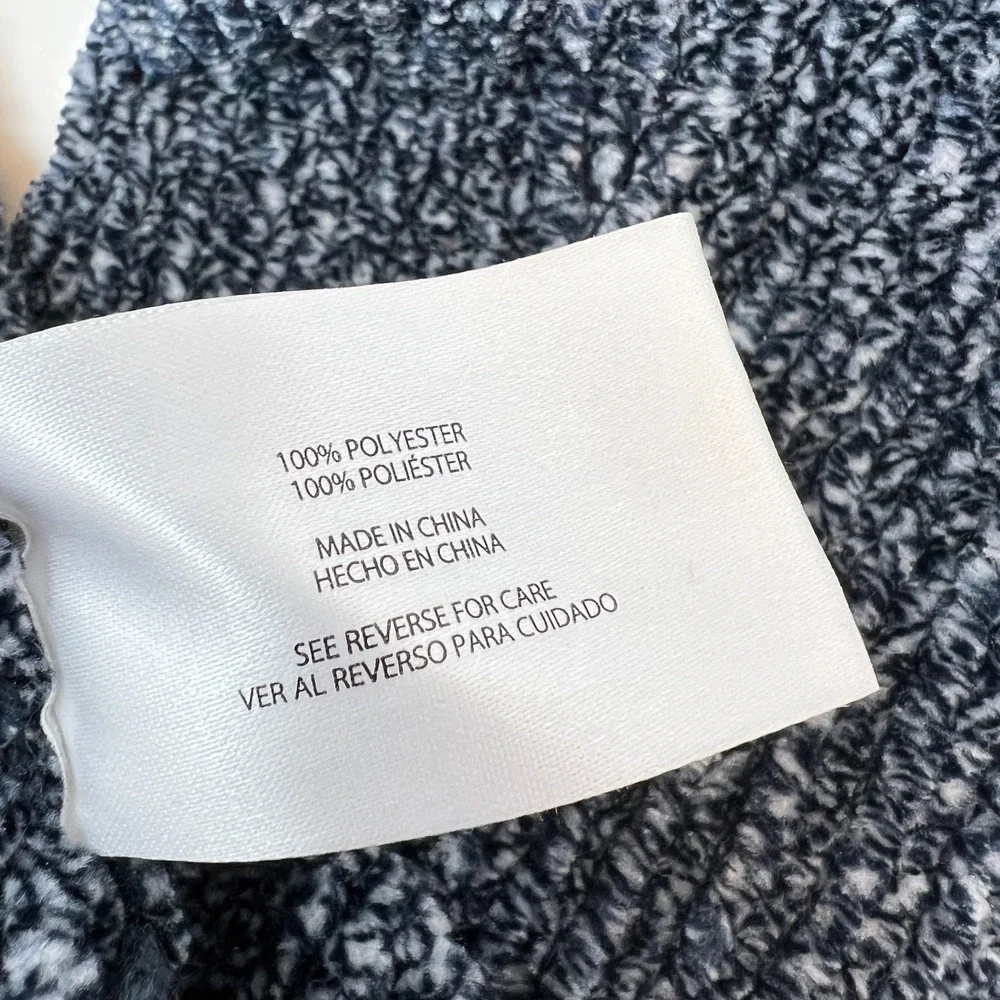 100% POLYESTER
100% POLIÉSTER
MADE IN CHINA
HECHO EN CHINA
SEE REVERSE FOR CARE
VER AL REVERSO PARA CUIDADO